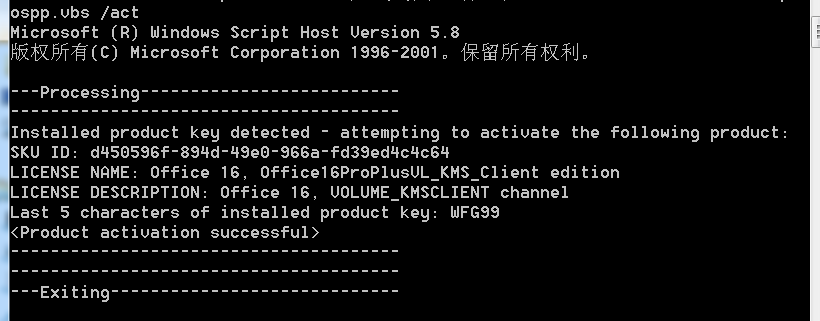 ospp.vbs /act
Microsoft (R) Windows Script Host Version 5.8
版权所有(C) Microsoft Corporation 1996-2001。保留所有权利。
---Processing--------------------------
---------------------------------------
Installed product key detected - attempting to activate the following product:
SKU ID: d450596f-894d-49e0-966a-fd39ed4c4c64
LICENSE NAME: Office 16, Office16ProPlusVL_KMS_Client edition
LICENSE DESCRIPTION: Office 16, VOLUME_KMSCLIENT channel
Last 5 characters of installed product key: WFG99
<Product activation successful>
---------------------------------------
---------------------------------------
---Exiting-----------------------------